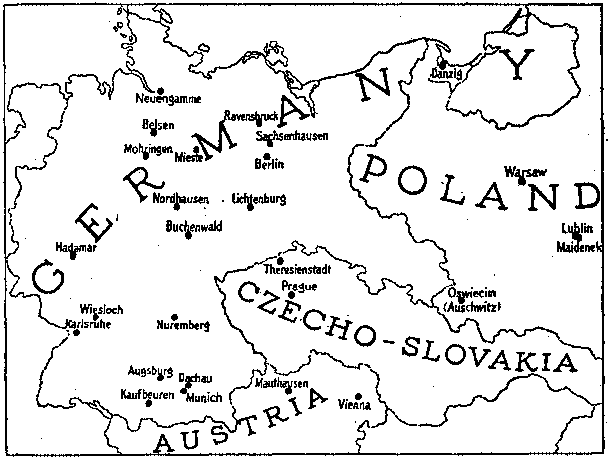 GERMANY
Danzig
Neuengamme
Ravensbruck
Belsen
Sachsenhausen
Mohringen
Mieste
Berlin
POLAND
Warsaw
Nordhausen
Lichtenburg
Buchenwald
Lublin
Maidenek
Hadamar
Theresienstadt
Prague
Oswiecim
(Auschwitz)
CZECHO-SLOVAKIA
Wiesloch
Karlsruhe
Nuremberg
Augsburg
Dachau
Kaufbeuren
Munich
Mauthausen
Vienna
AUSTRIA